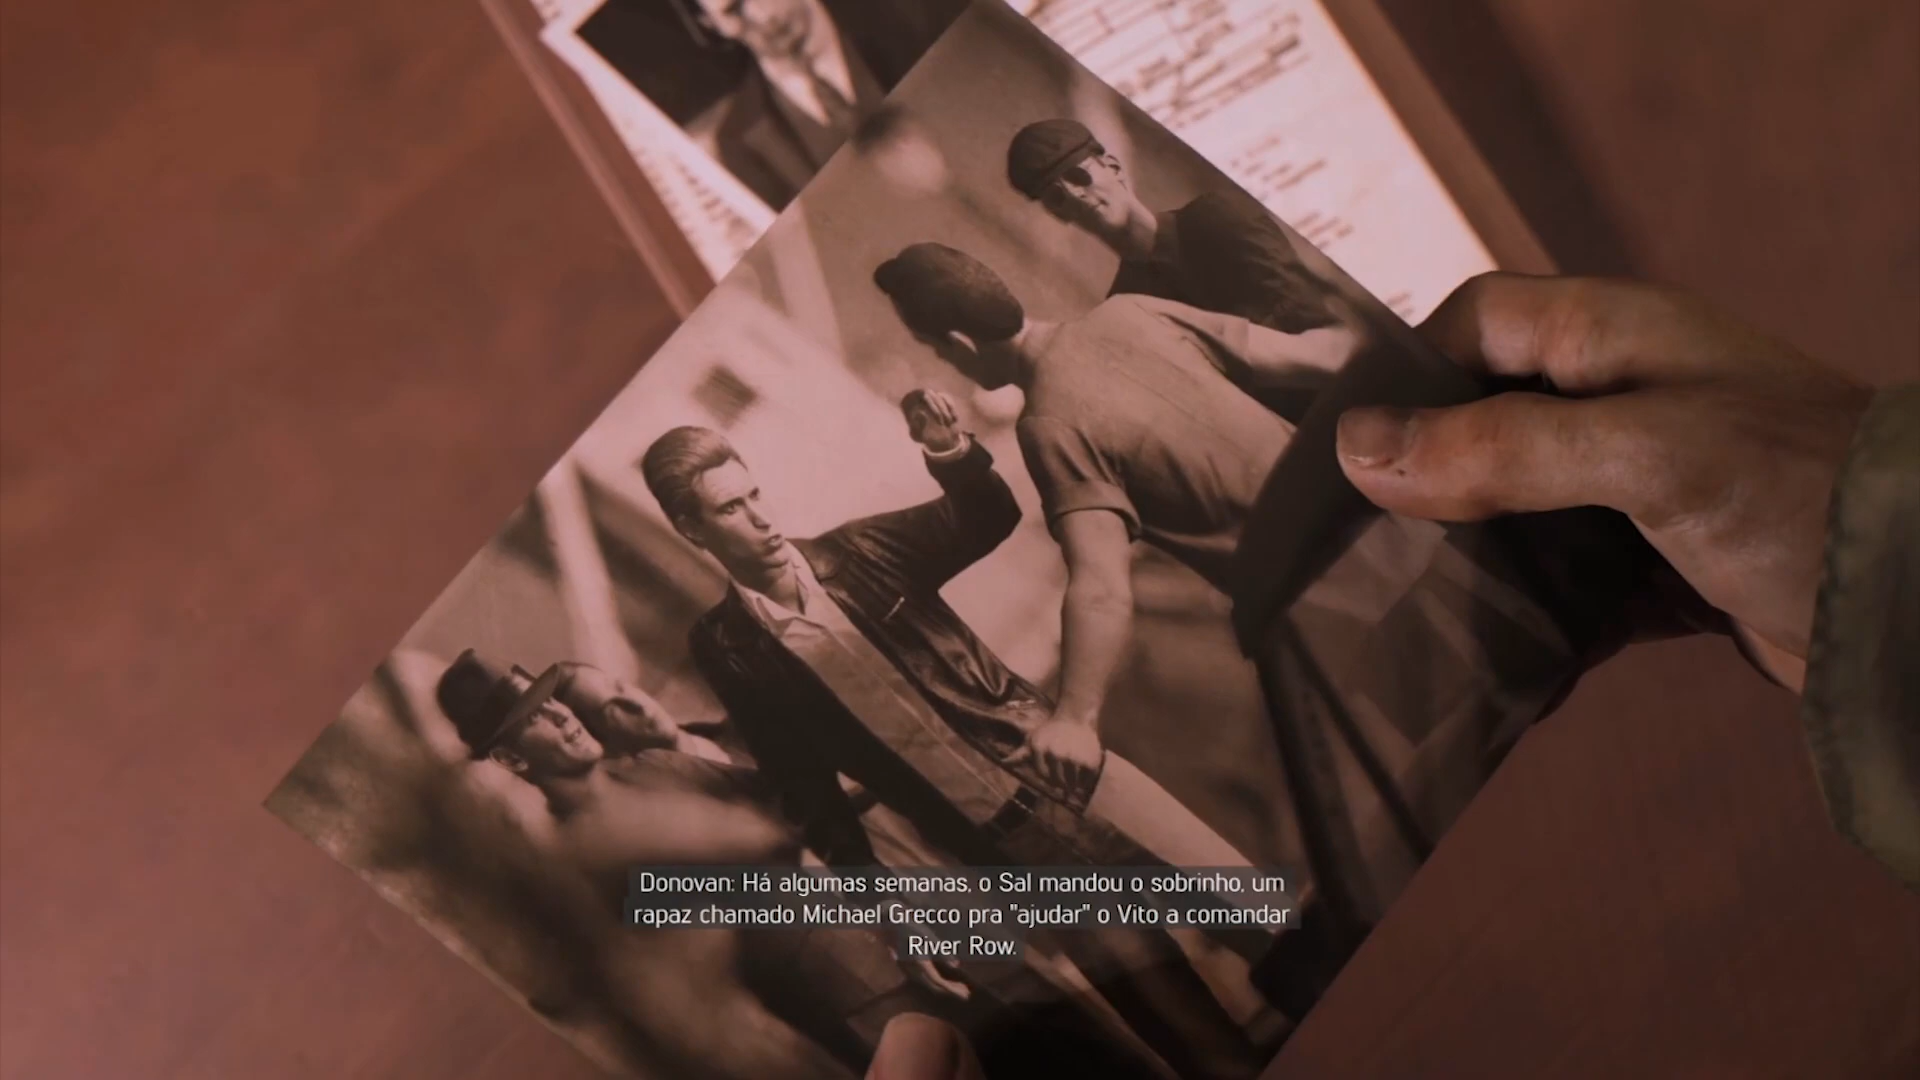 Donovan: Há algumas semanas, o Sal mandou o sobrinho, um
rapaz chamado Michael Grecco pra "ajudar" o Vito a comandar
River Row.